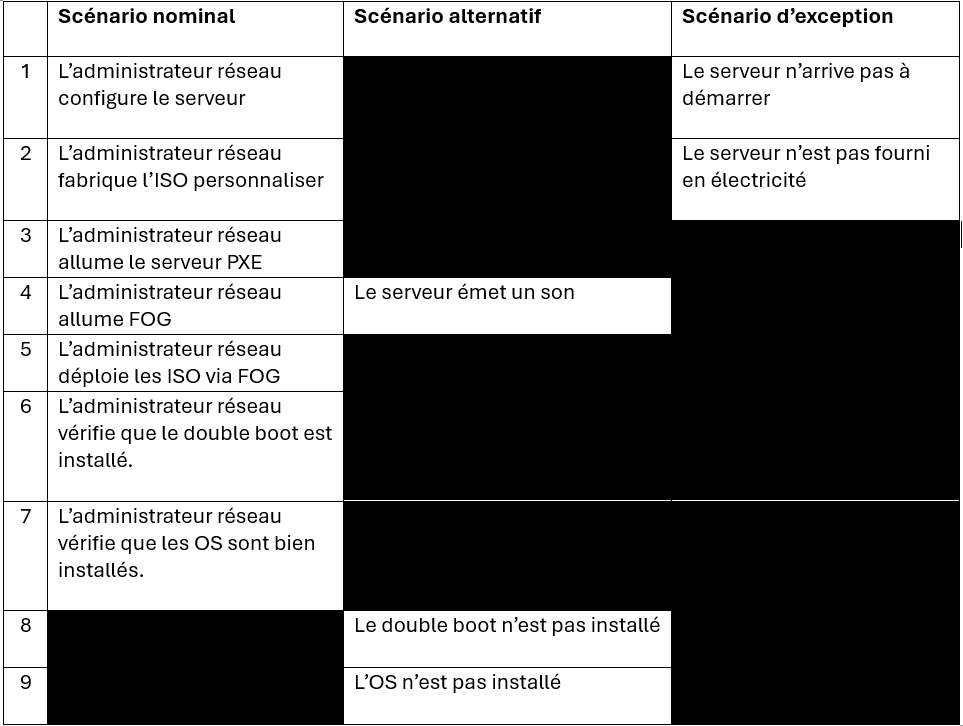 Scénario nominal
Scénario alternatif
Scénario d’exception
1
L’administrateur réseau
configure le serveur
Le serveur n’arrive pas à
démarrer
2
L’administrateur réseau
fabrique l’ISO personnaliser
Le serveur n’est pas fourni
en électricité
3
L’administrateur réseau
allume le serveur PXE
4
L’administrateur réseau
allume FOG
Le serveur émet un son
5
L’administrateur réseau
déploie les ISO via FOG
6
L’administrateur réseau
vérifie que le double boot est
installé.
7
L’administrateur réseau
vérifie que les OS sont bien
installés.
8
Le double boot n’est pas installé
9
L’OS n’est pas installé